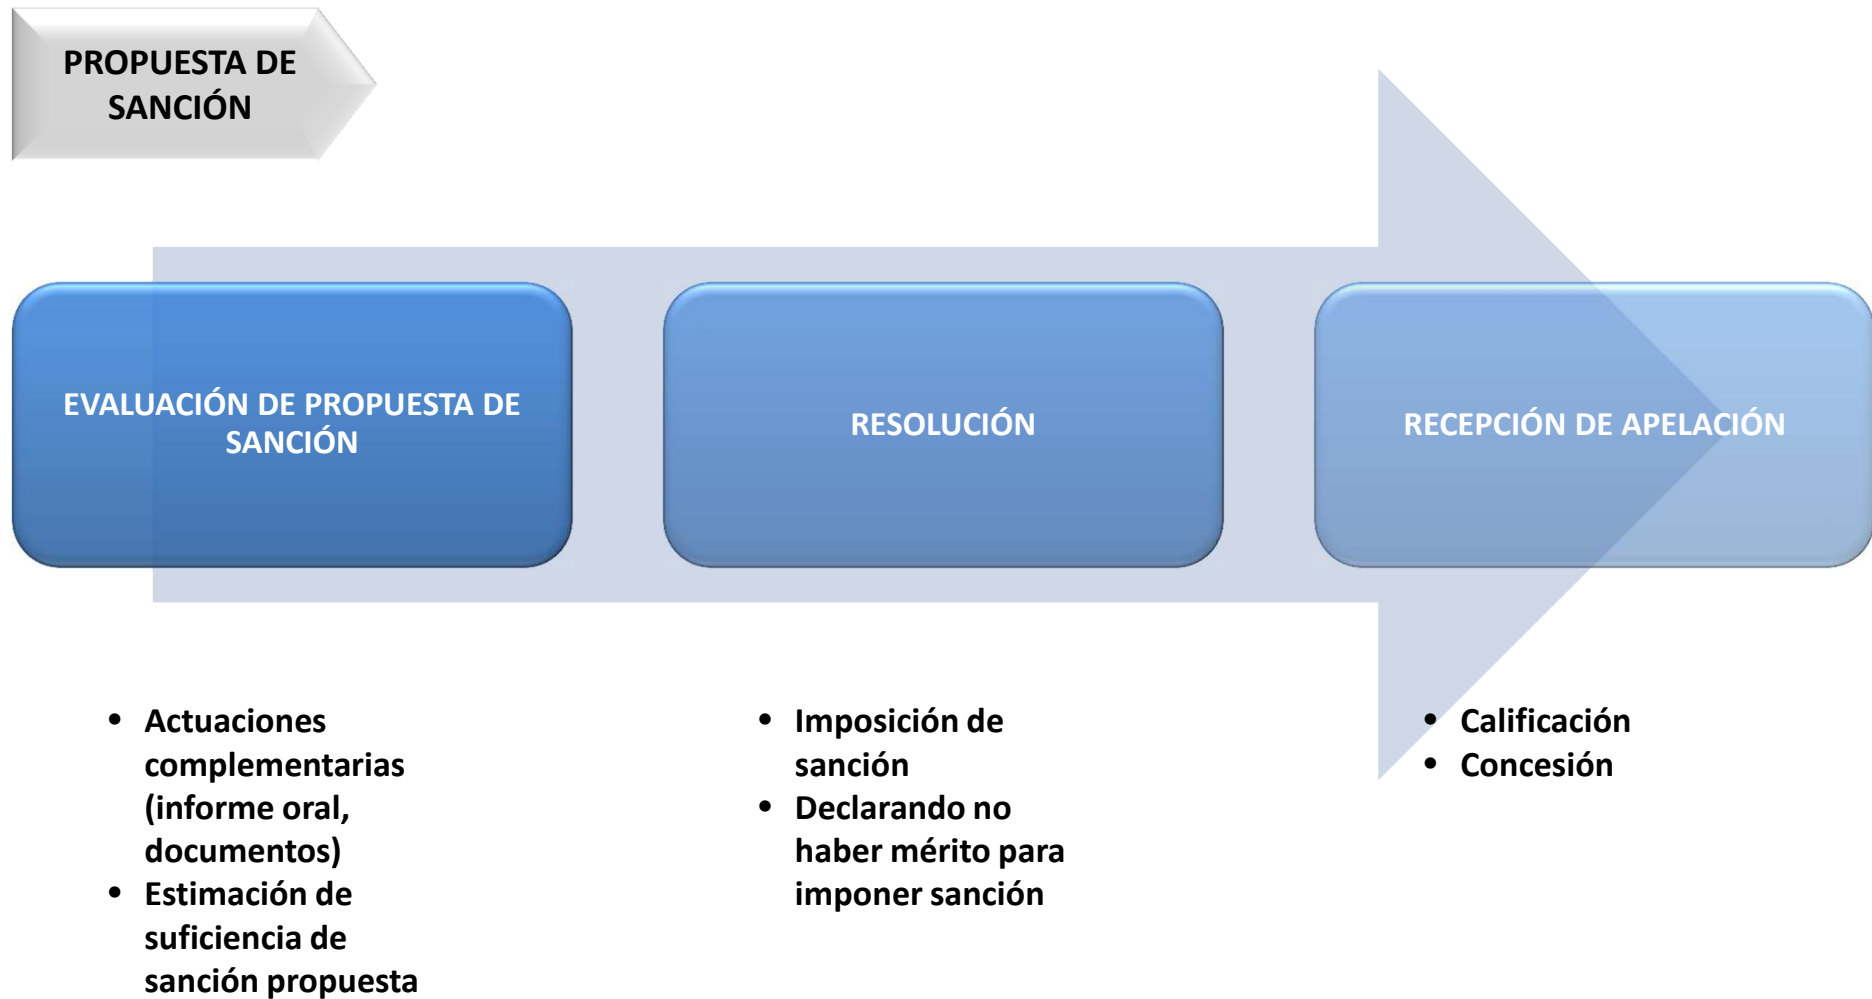 PROPUESTA DE
SANCIÓN
EVALUACIÓN DE PROPUESTA DE
SANCIÓN
RESOLUCIÓN
RECEPCIÓN DE APELACIÓN
• Actuaciones
complementarias
(informe oral,
documentos)
• Estimación de
suficiencia de
sanción propuesta
• Imposición de
sanción
• Declarando no
haber mérito para
imponer sanción
• Calificación
• Concesión